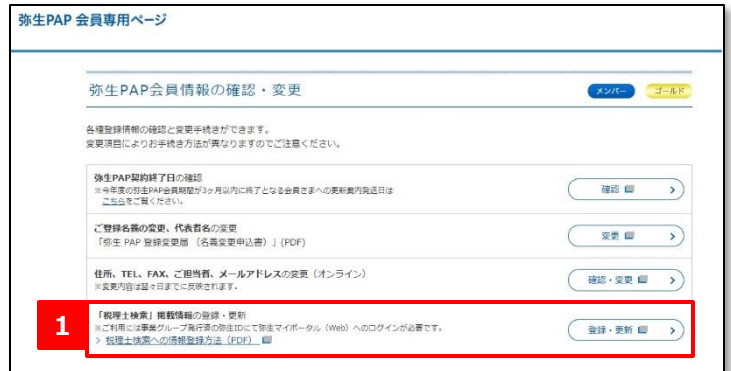 弥生PAP 会員専用ページ
弥生PAP会員情報の確認・変更
メンバー
ゴールド
各種登録情報の確認と変更手続きができます。
変更項目によりお手続き方法が異なりますのでご注意ください。
弥生PAP契約終了日の確認
※今年度の弥生PAP会員期間が3ヶ月以内に終了となる会員さまへの更新案内発送日は
こちらをご覧ください。
確認
ご登録名義の変更、代表者名の変更
「弥生 PAP 登録変更届 （名義変更申込書）」(PDF)
変更
住所、TEL、FAX、ご担当者、メールアドレスの変更（オンライン）
※変更内容は翌々日までに反映されます。
確認・変更
1
「税理士検索」掲載情報の登録・更新
※ご利用には事業グループ発行済の弥生IDにて弥生マイポータル（Web）へのログインが必要です。
> 税理士検索への情報登録方法（PDF）
登録・更新